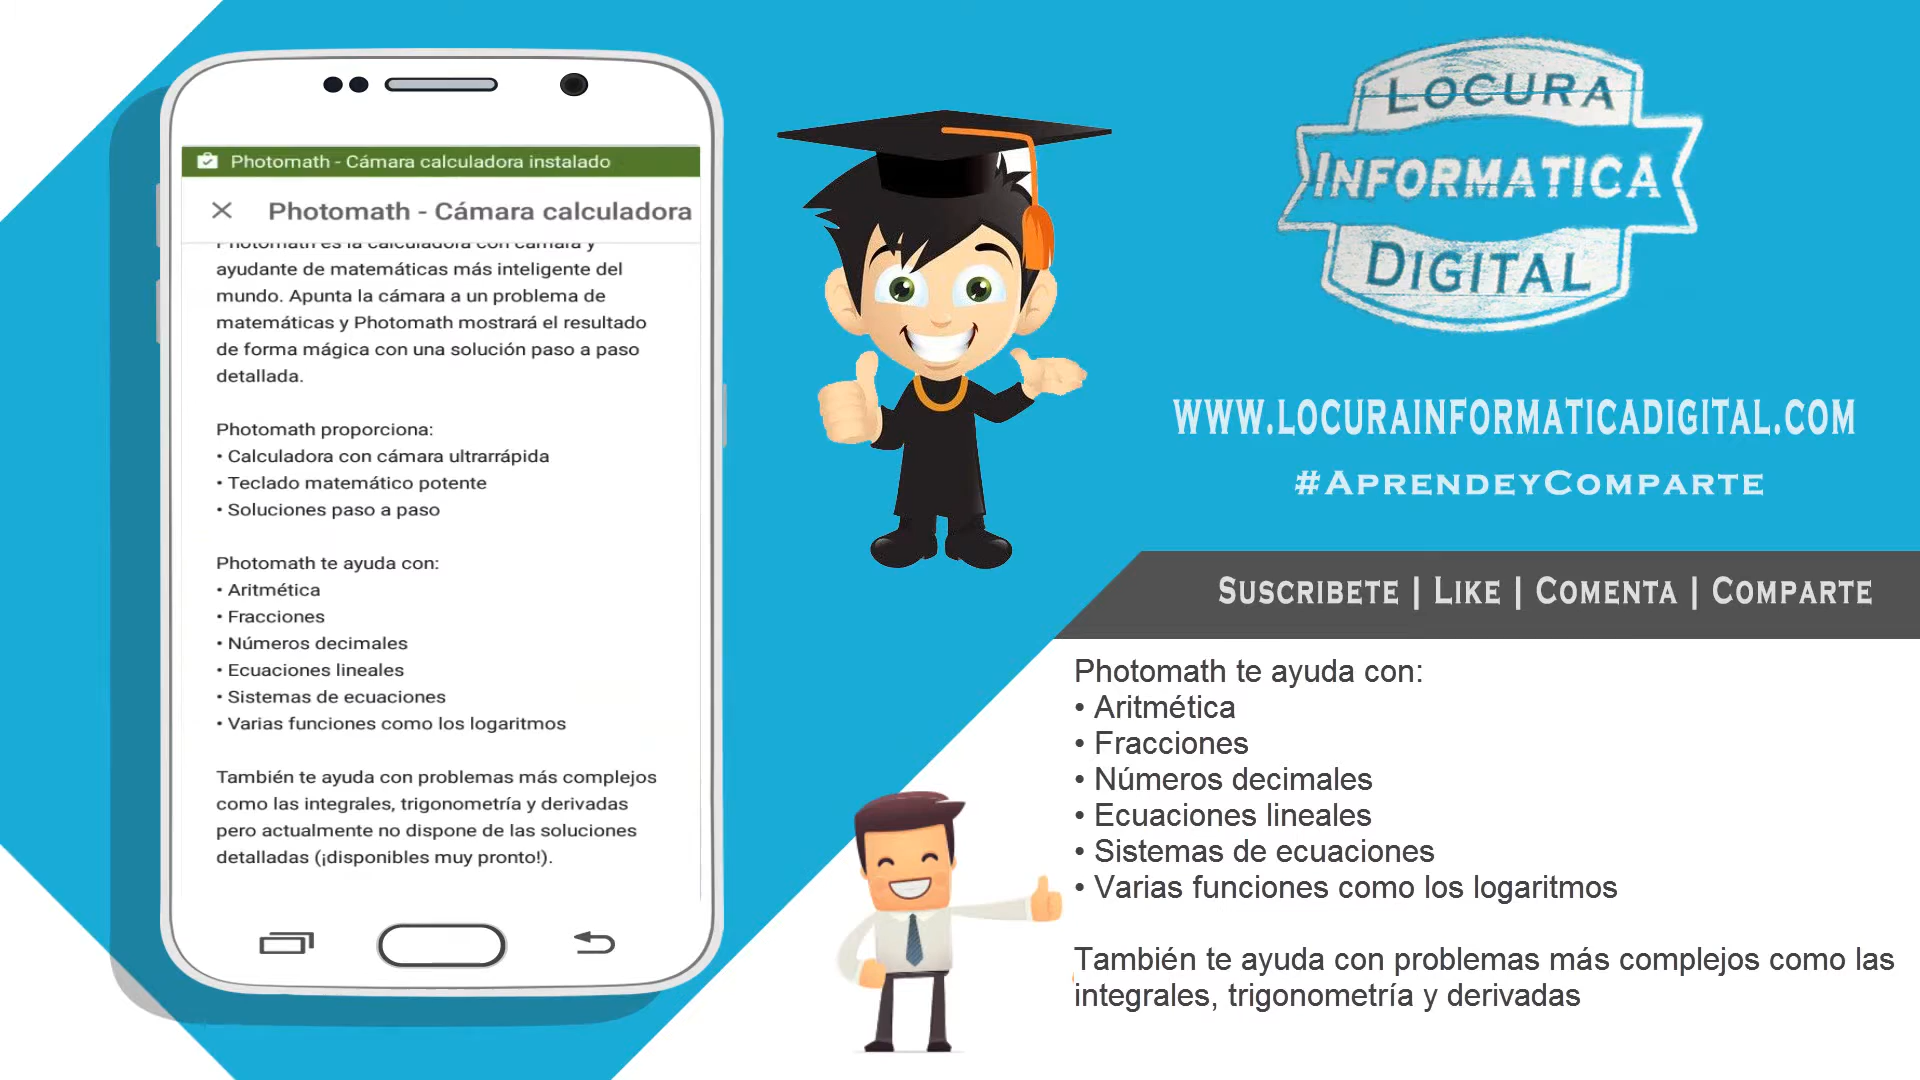 Photomath - Cámara calculadora instalado
Photomath - Cámara calculadora
Photomath es la calculadora con cámara y
ayudante de matemáticas más inteligente del
mundo. Apunta la cámara a un problema de
matemáticas y Photomath mostrará el resultado
de forma mágica con una solución paso a paso
detallada.
Photomath proporciona:
• Calculadora con cámara ultrarrápida
• Teclado matemático potente
• Soluciones paso a paso
Photomath te ayuda con:
• Aritmética
• Fracciones
• Números decimales
• Ecuaciones lineales
• Sistemas de ecuaciones
• Varias funciones como los logaritmos
También te ayuda con problemas más complejos
como las integrales, trigonometría y derivadas
pero actualmente no dispone de las soluciones
detalladas (¡disponibles muy pronto!).
LOCURA
INFORMATICA
DIGITAL
WWW.LOCURAINFORMATICADIGITAL.COM
#APRENDEYCOMPARTE
SUSCRIBETE | LIKE | COMENTA | COMPARTE
Photomath te ayuda con:
• Aritmética
• Fracciones
• Números decimales
• Ecuaciones lineales
• Sistemas de ecuaciones
• Varias funciones como los logaritmos
También te ayuda con problemas más complejos como las
integrales, trigonometría y derivadas